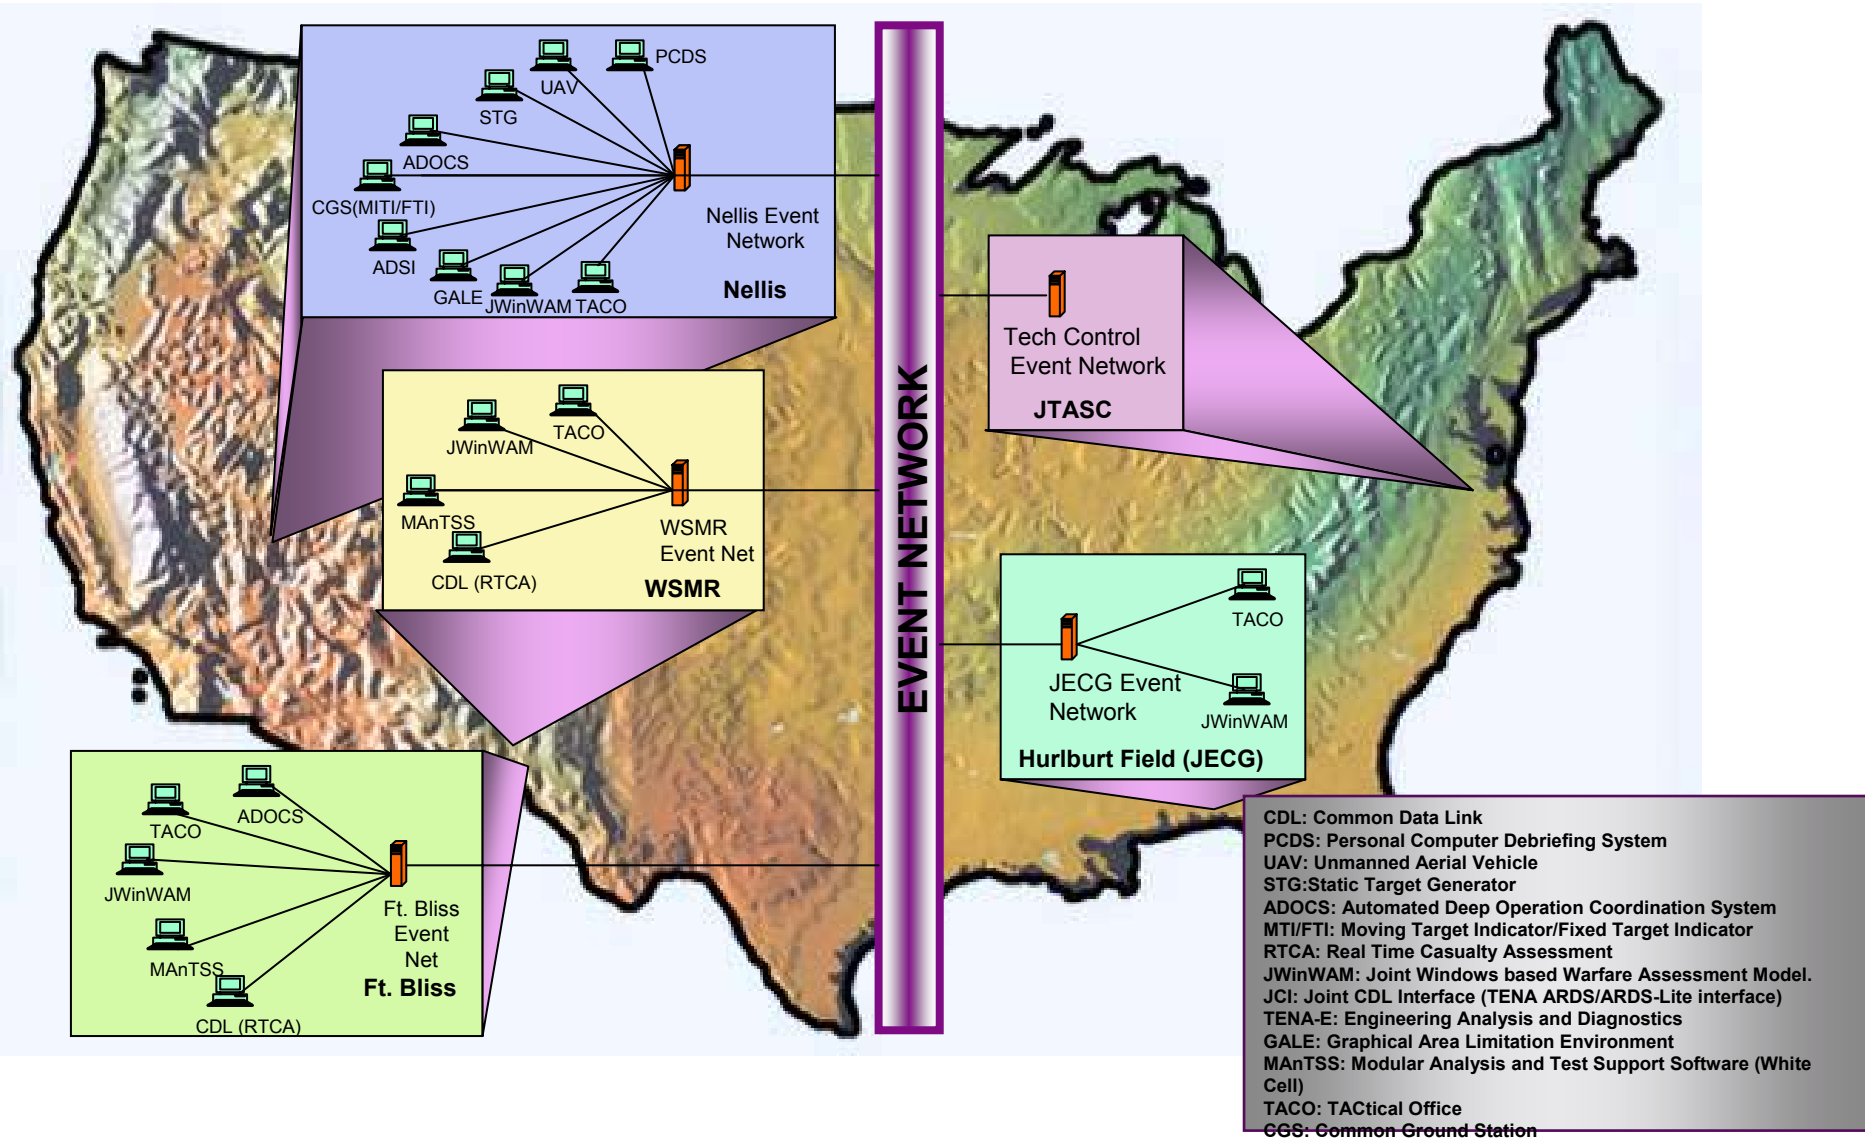 PCDS
UAV
STG
ADOCS
CGS(MITI/FTI)
ADSI
GALE
JWinWAM
TACO
Nellis Event
Network
Nellis
TACO
JWinWAM
MAnTSS
CDL (RTCA)
WSMR
Event Net
WSMR
ADOCS
TACO
JWinWAM
MAnTSS
CDL (RTCA)
Ft. Bliss
Event
Net
Ft. Bliss
EVENT NETWORK
Tech Control
Event Network
JTASC
TACO
JWinWAM
JECG Event
Network
Hurlburt Field (JECG)
CDL: Common Data Link
PCDS: Personal Computer Debriefing System
UAV: Unmanned Aerial Vehicle
STG:Static Target Generator
ADOCS: Automated Deep Operation Coordination System
MTI/FTI: Moving Target Indicator/Fixed Target Indicator
RTCA: Real Time Casualty Assessment
JWinWAM: Joint Windows based Warfare Assessment Model.
JCI: Joint CDL Interface (TENA ARDS/ARDS-Lite interface)
TENA-E: Engineering Analysis and Diagnostics
GALE: Graphical Area Limitation Environment
MAnTSS: Modular Analysis and Test Support Software (White
Cell)
TACO: TACtical Office
CGS: Common Ground Station